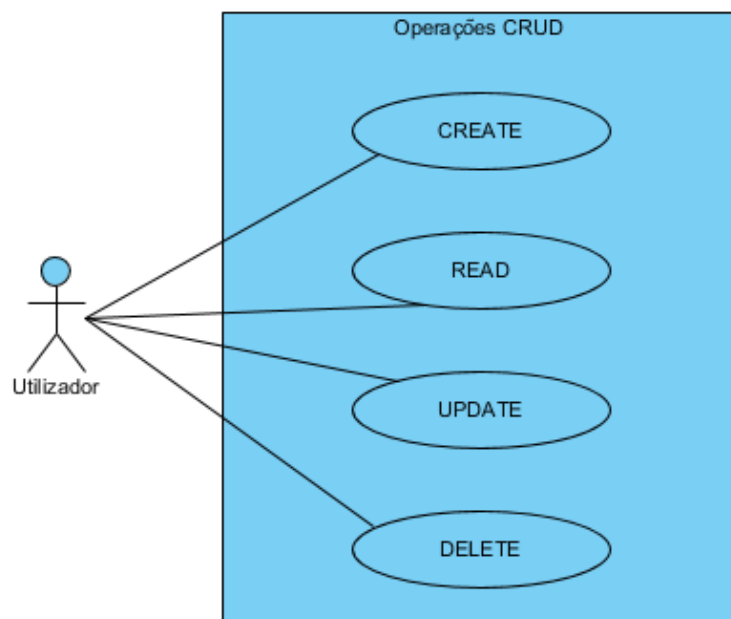 Operações CRUD
CREATE
READ
Utilizador
UPDATE
DELETE